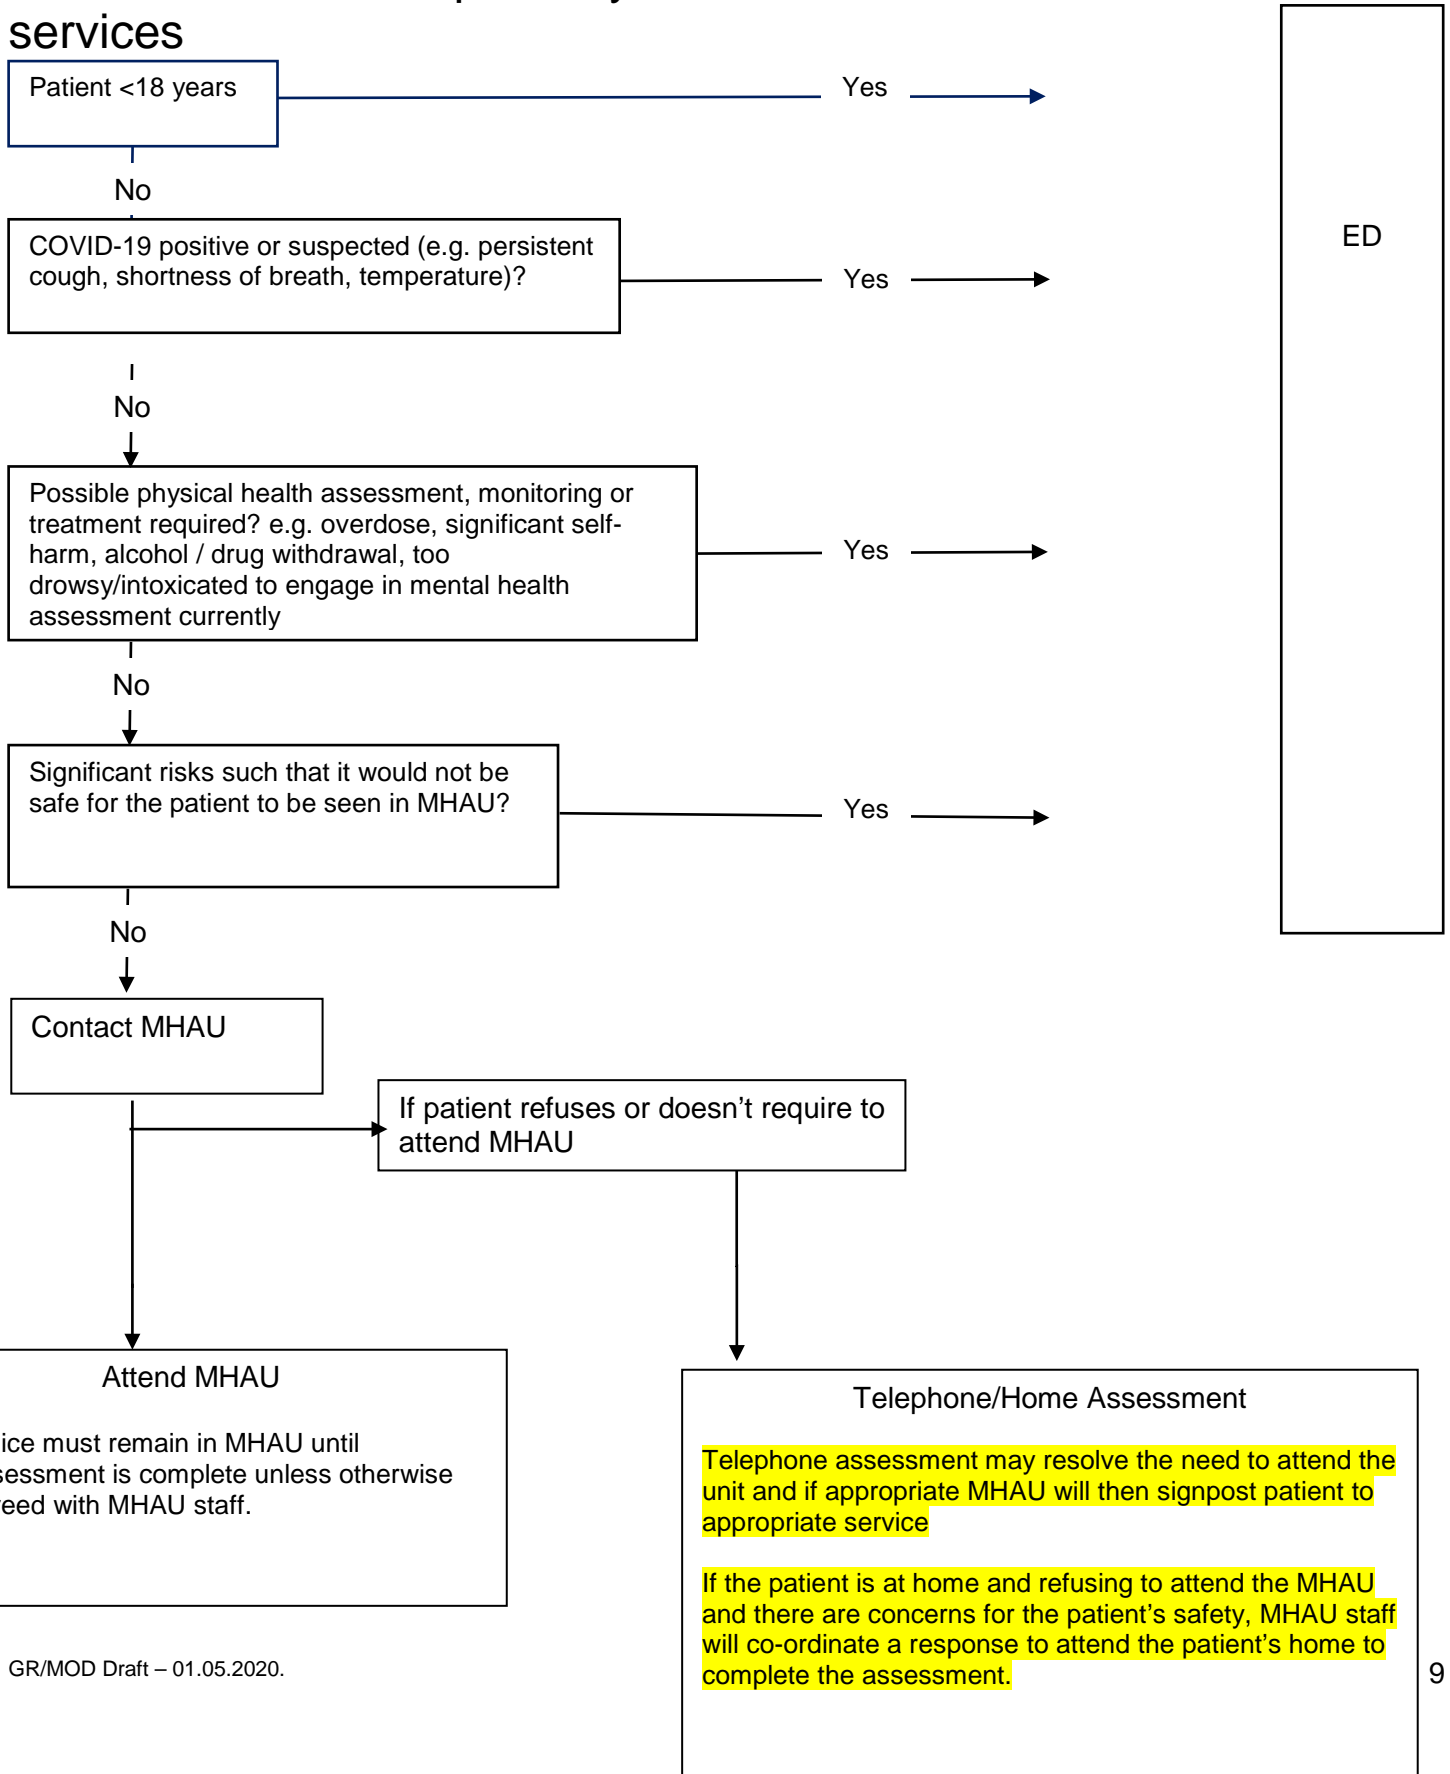 services
Patient <18 years
Yes
No
ED
COVID-19 positive or suspected (e.g. persistent
cough, shortness of breath, temperature)?
Yes
No
Possible physical health assessment, monitoring or
treatment required? e.g. overdose, significant self-
harm, alcohol / drug withdrawal, too
drowsy/intoxicated to engage in mental health
assessment currently
Yes
No
Significant risks such that it would not be
safe for the patient to be seen in MHAU?
Yes
No
Contact MHAU
If patient refuses or doesn’t require to
attend MHAU
Attend MHAU
ice must remain in MHAU until
sessment is complete unless otherwise
reed with MHAU staff.
Telephone/Home Assessment
Telephone assessment may resolve the need to attend the
unit and if appropriate MHAU will then signpost patient to
appropriate service
If the patient is at home and refusing to attend the MHAU
and there are concerns for the patient’s safety, MHAU staff
will co-ordinate a response to attend the patient’s home to
complete the assessment.
GR/MOD Draft – 01.05.2020.
9